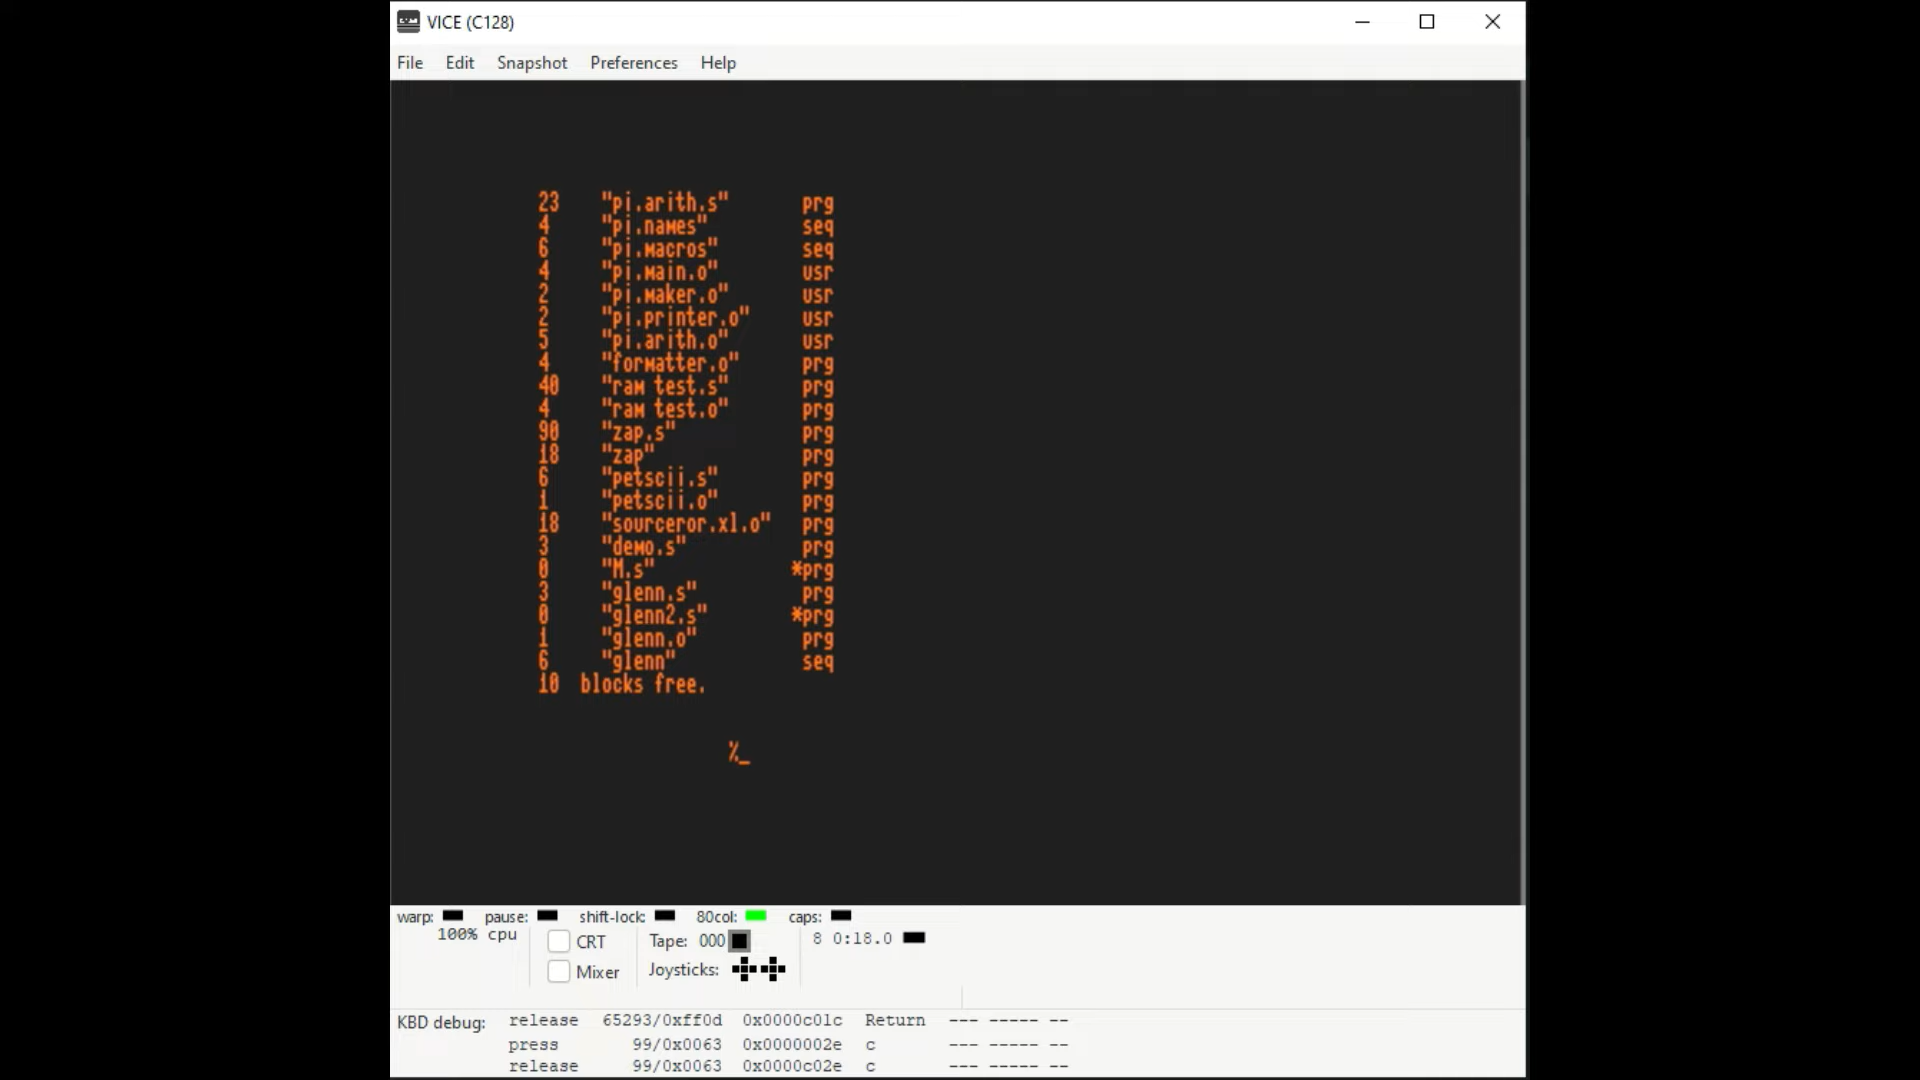 VICE (C128)
File Edit Snapshot Preferences Help
23 "pi.arith.s" prg
4 "pi.names" seq
6 "pi.macros" seq
4 "pi.main.o" usr
2 "pi.maker.o" usr
2 "pi.printer.o" usr
5 "pi.arith.o" usr
4 "formatter.o" prg
40 "ram test.s" prg
4 "ram test.o" prg
90 "zap.s" prg
18 "zap" prg
6 "petscii.s" prg
1 "petscii.o" prg
18 "sourceror.xl.o" prg
3 "demo.s" prg
0 "M.s" *prg
3 "glenn.s" prg
0 "glenn2.s" *prg
1 "glenn.o" prg
6 "glenn" seq
10 blocks free.
%_
warp: pause: shift-lock: 80col: caps:
100% cpu CRT Tape: 000 8 0:18.0
Mixer Joysticks:
KBD debug: release 65293/0xff0d 0x0000c01c Return --- ----- --
press 99/0x0063 0x0000002e c --- ----- --
release 99/0x0063 0x0000c02e c --- ----- --